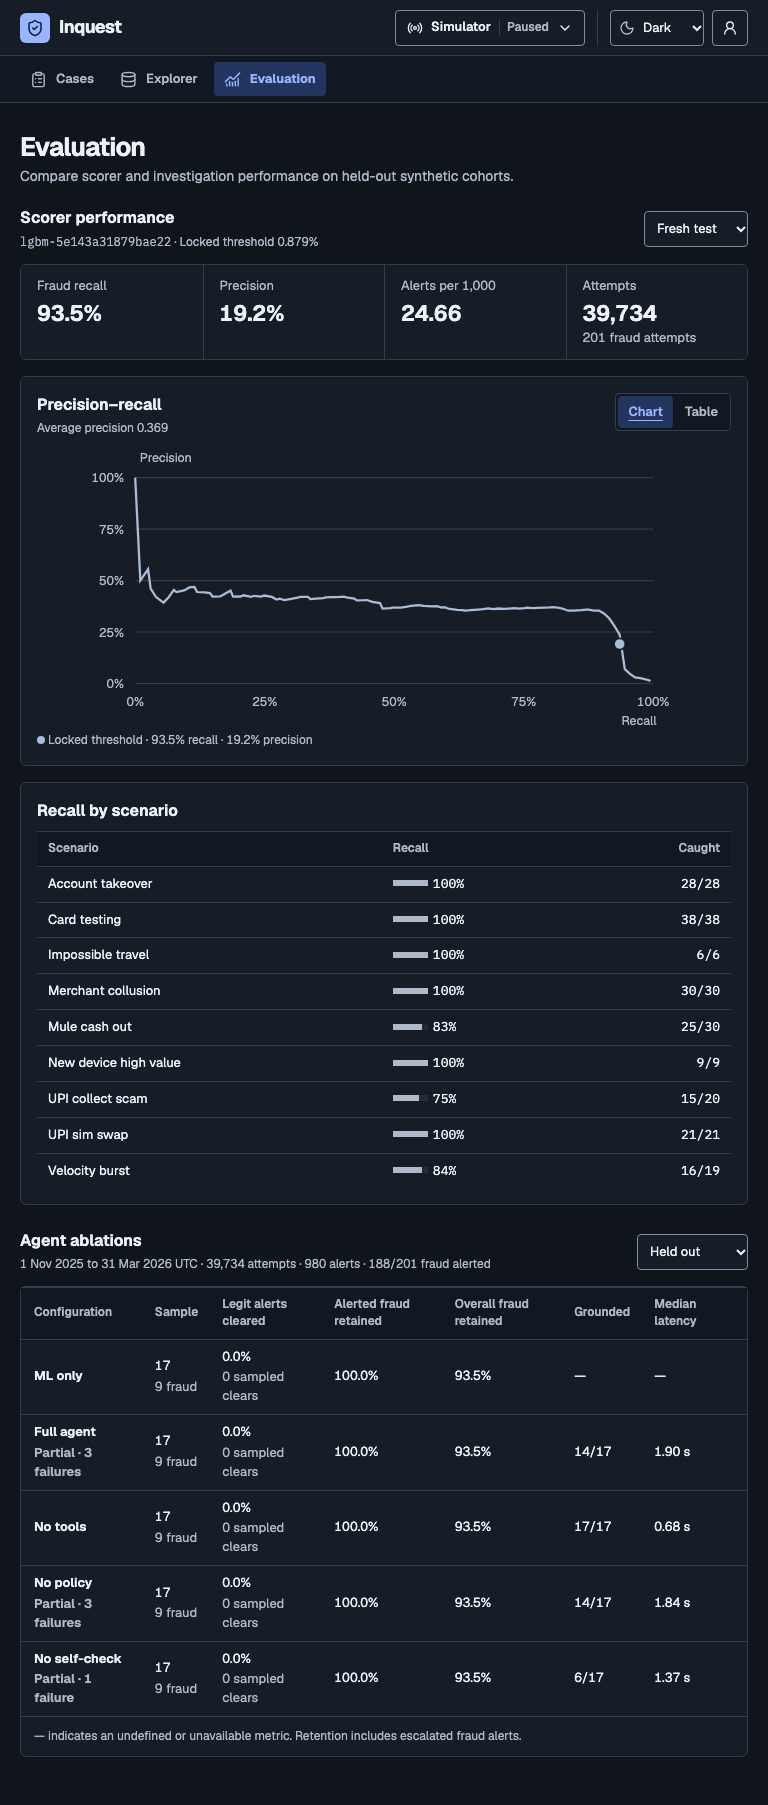 Inquest
Simulator Paused
Dark
Cases Explorer Evaluation
Evaluation
Compare scorer and investigation performance on held-out synthetic cohorts.
Scorer performance
lgbm-5e143a31879bae22 · Locked threshold 0.879%
Fresh test
Fraud recall Precision Alerts per 1,000 Attempts
93.5% 19.2% 24.66 39,734
201 fraud attempts
Precision–recall
Average precision 0.369
Chart Table
Precision
100%
75%
50%
25%
0%
0% 25% 50% 75% 100%
Recall
Locked threshold · 93.5% recall · 19.2% precision
Recall by scenario
Scenario Recall Caught
Account takeover 100% 28/28
Card testing 100% 38/38
Impossible travel 100% 6/6
Merchant collusion 100% 30/30
Mule cash out 83% 25/30
New device high value 100% 9/9
UPI collect scam 75% 15/20
UPI sim swap 100% 21/21
Velocity burst 84% 16/19
Agent ablations
1 Nov 2025 to 31 Mar 2026 UTC · 39,734 attempts · 980 alerts · 188/201 fraud alerted
Held out
Configuration Sample Legit alerts cleared Alerted fraud retained Overall fraud retained Grounded Median latency
ML only 17 9 fraud 0.0% 0 sampled clears 100.0% 93.5% — —
Full agent Partial · 3 failures 17 9 fraud 0.0% 0 sampled clears 100.0% 93.5% 14/17 1.90 s
No tools 17 9 fraud 0.0% 0 sampled clears 100.0% 93.5% 17/17 0.68 s
No policy Partial · 3 failures 17 9 fraud 0.0% 0 sampled clears 100.0% 93.5% 14/17 1.84 s
No self-check Partial · 1 failure 17 9 fraud 0.0% 0 sampled clears 100.0% 93.5% 6/17 1.37 s
— indicates an undefined or unavailable metric. Retention includes escalated fraud alerts.